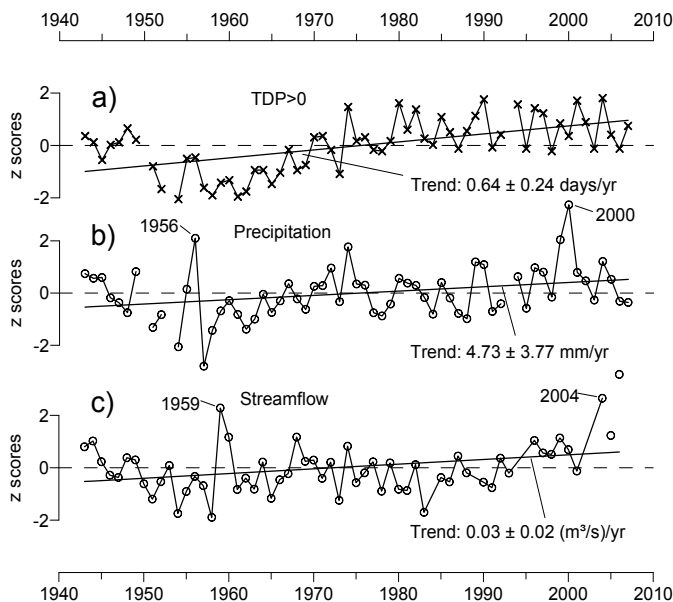 1940 1950 1960 1970 1980 1990 2000 2010
a)
TDP>0
2
0
-2
z scores
Trend: 0.64 ± 0.24 days/yr
b)
1956
Precipitation
2000
2
0
-2
z scores
Trend: 4.73 ± 3.77 mm/yr
c)
1959
Streamflow
2004
2
0
-2
z scores
Trend: 0.03 ± 0.02 (m³/s)/yr
1940 1950 1960 1970 1980 1990 2000 2010